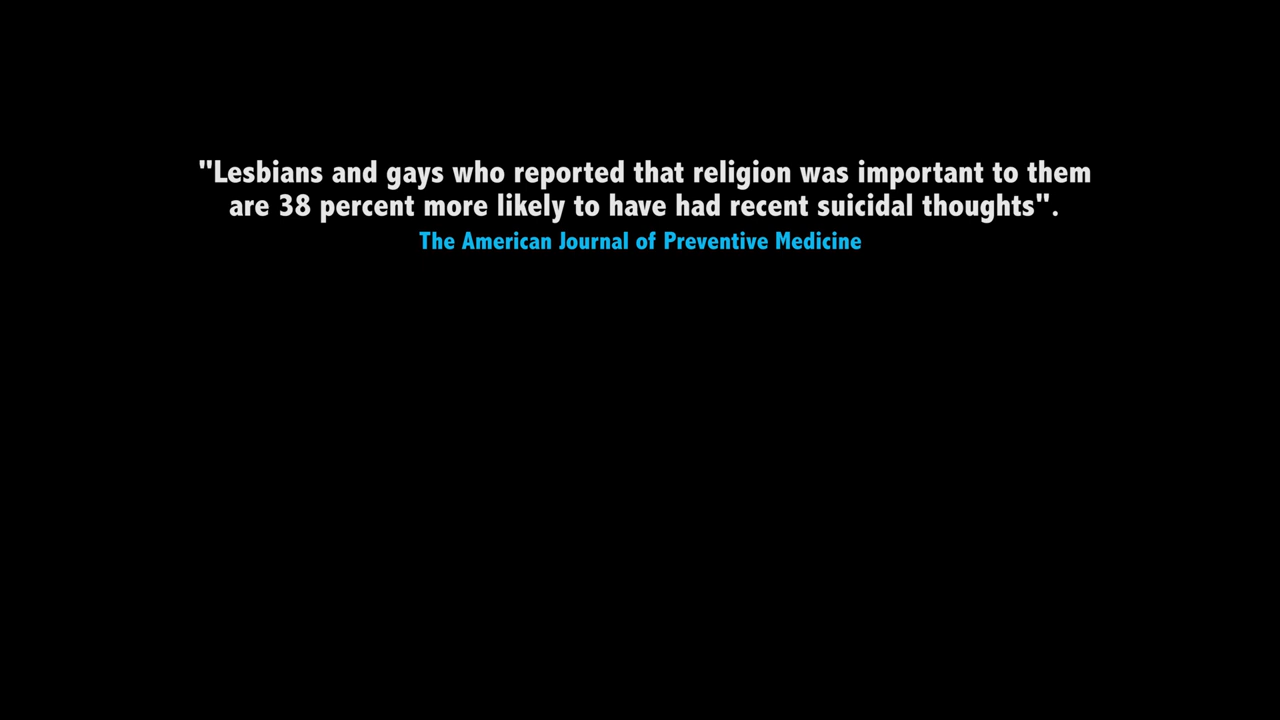 "Lesbians and gays who reported that religion was important to them
are 38 percent more likely to have had recent suicidal thoughts".
The American Journal of Preventive Medicine